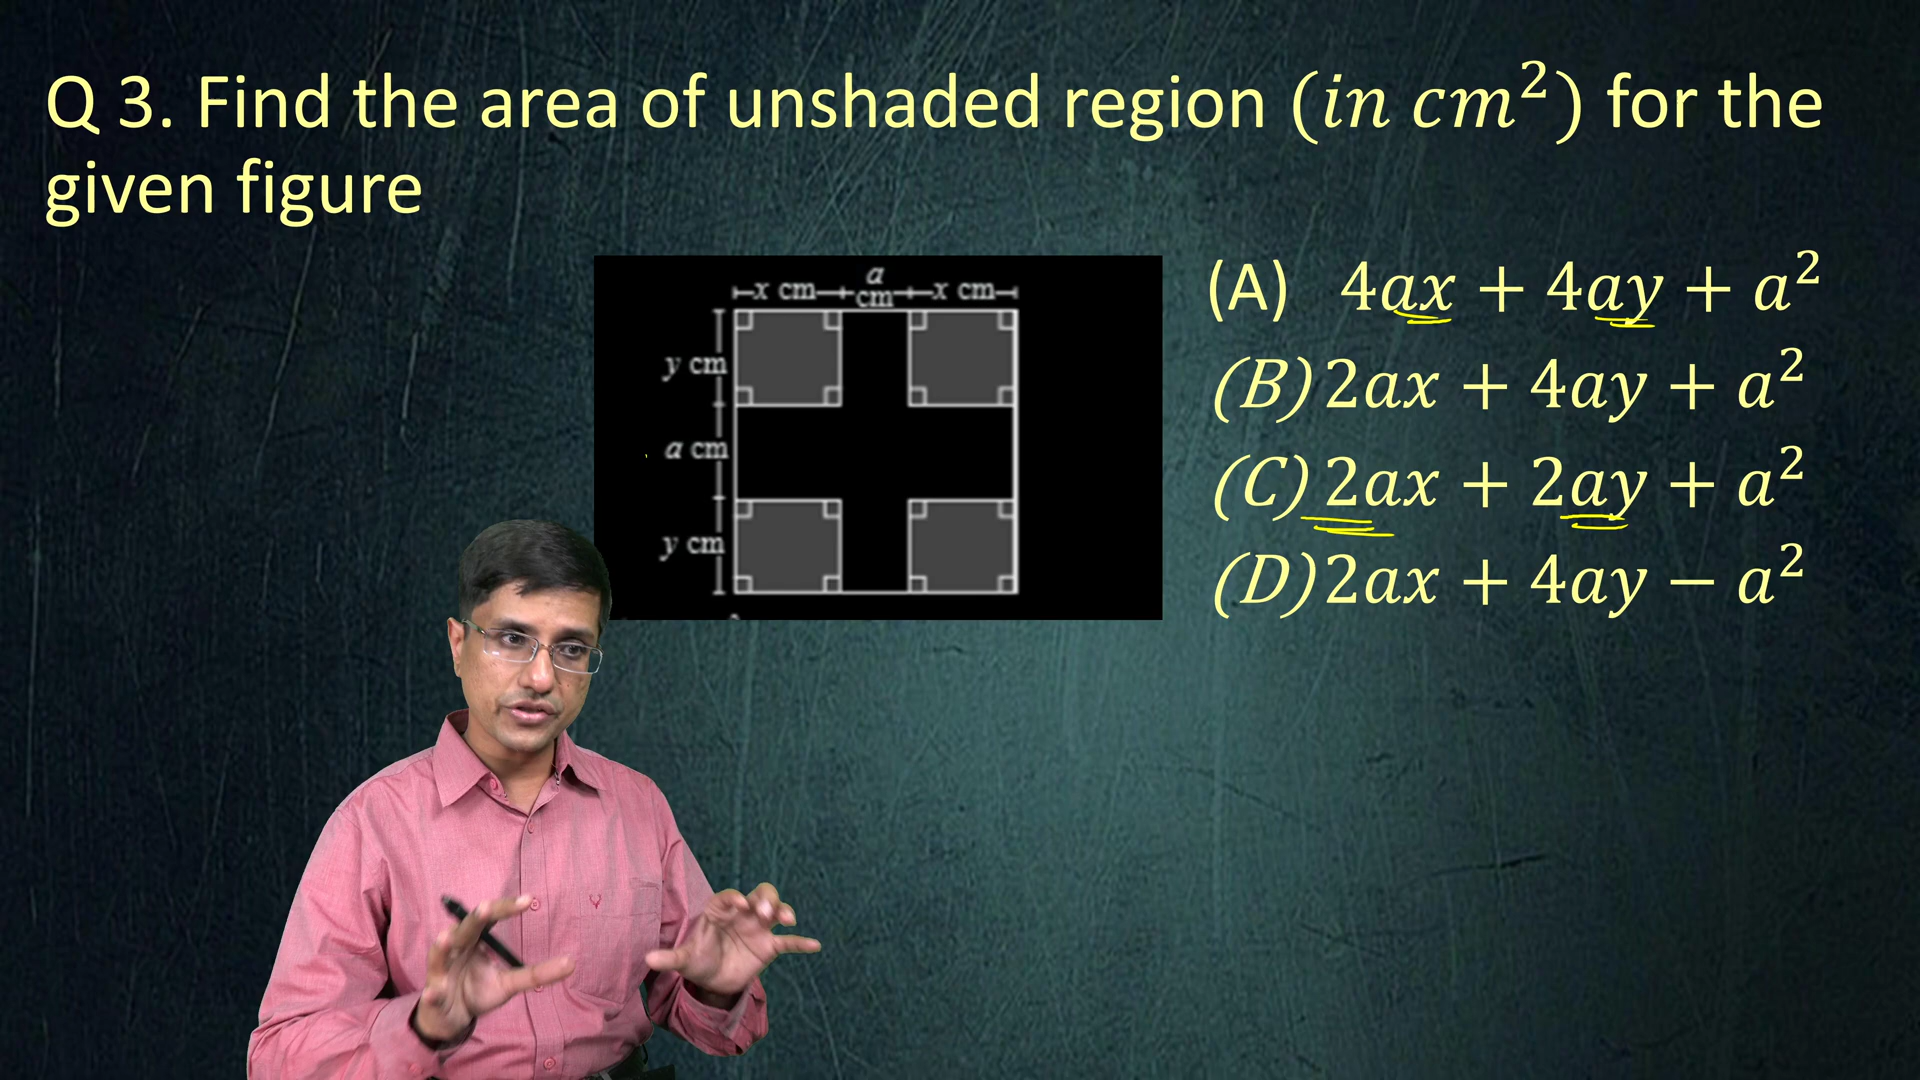 Q 3. Find the area of unshaded region (in cm²) for the
given figure
x cm a cm x cm
y cm
a cm
y cm
(A) 4ax + 4ay + a²
(B) 2ax + 4ay + a²
(C) 2ax + 2ay + a²
(D) 2ax + 4ay − a²